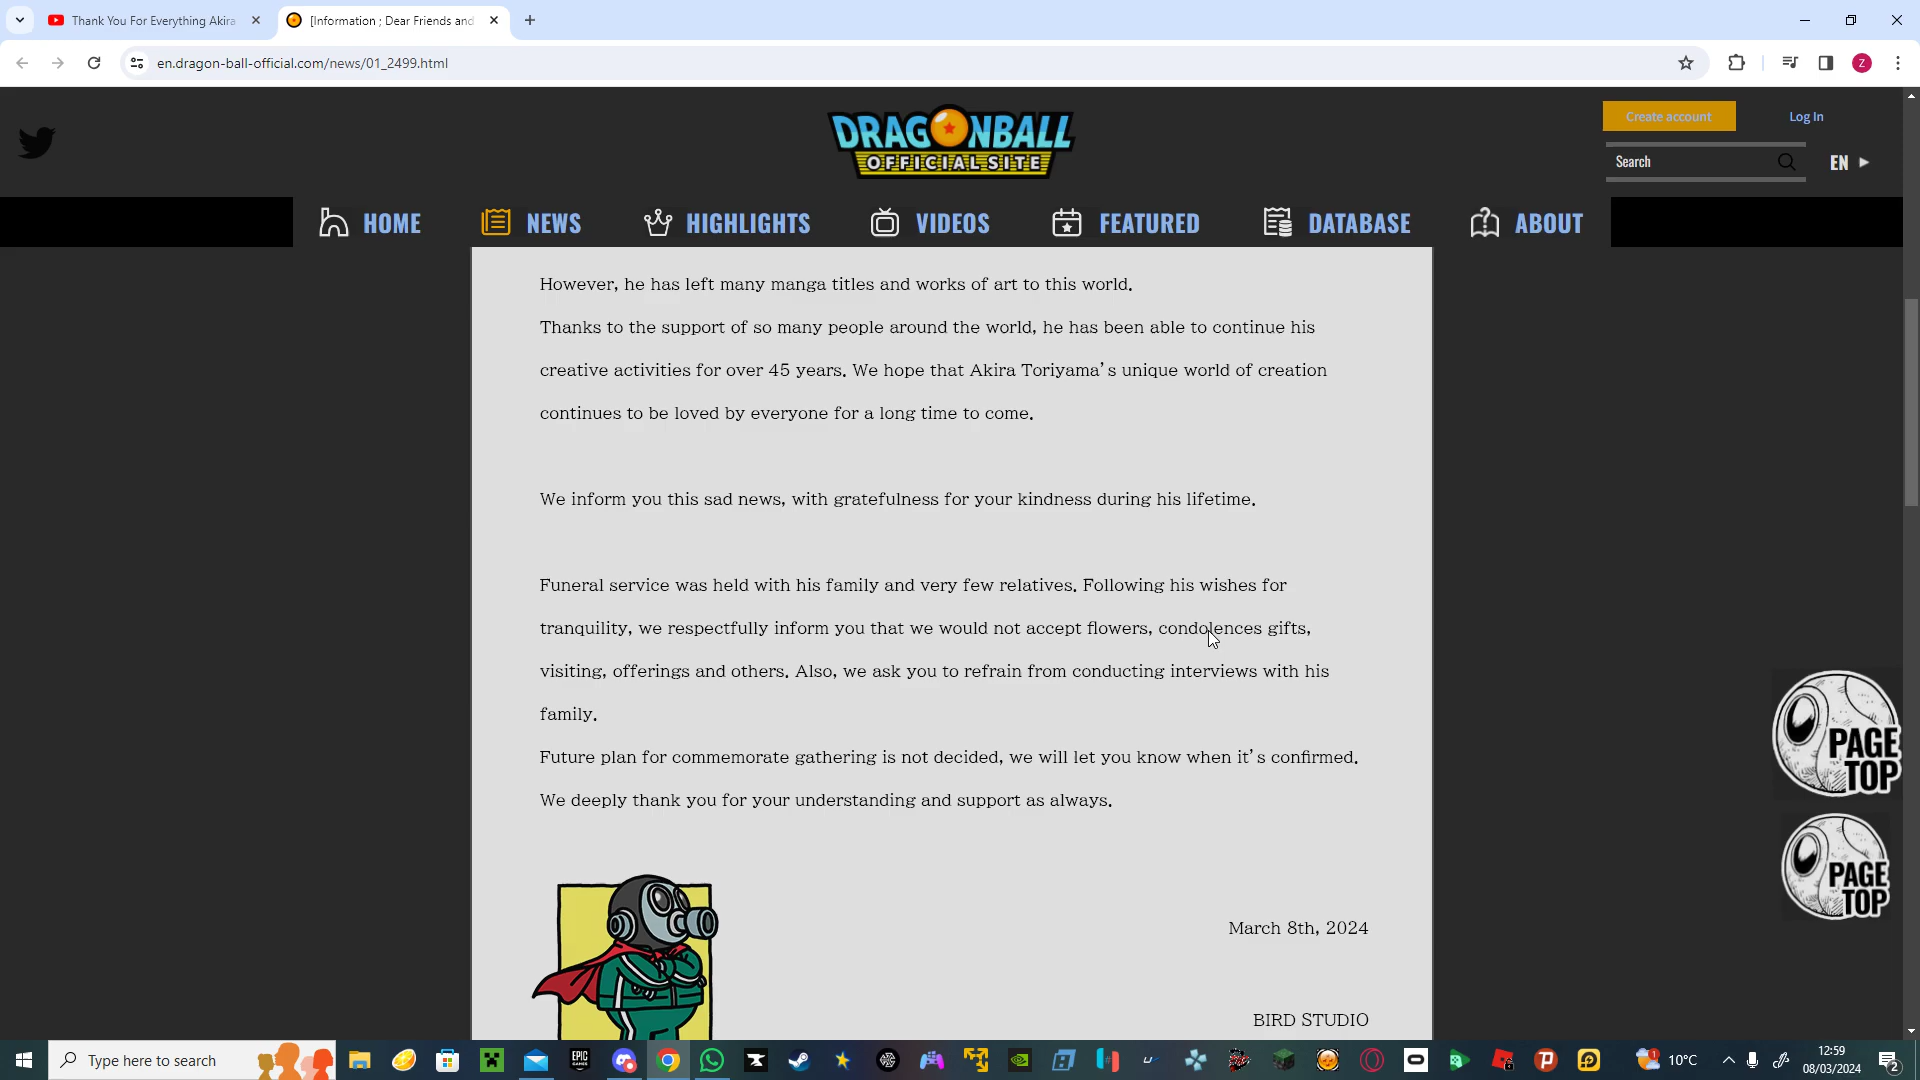 Thank You For Everything Akira
[Information ; Dear Friends and
en.dragon-ball-official.com/news/01_2499.html
Z
DRAGONBALL
OFFICIAL SITE
Create account
Log In
Search
EN
HOME
NEWS
HIGHLIGHTS
VIDEOS
FEATURED
DATABASE
ABOUT
However, he has left many manga titles and works of art to this world.
Thanks to the support of so many people around the world, he has been able to continue his
creative activities for over 45 years. We hope that Akira Toriyama's unique world of creation
continues to be loved by everyone for a long time to come.
We inform you this sad news, with gratefulness for your kindness during his lifetime.
Funeral service was held with his family and very few relatives. Following his wishes for
tranquility, we respectfully inform you that we would not accept flowers, condolences gifts,
visiting, offerings and others. Also, we ask you to refrain from conducting interviews with his
family.
Future plan for commemorate gathering is not decided, we will let you know when it's confirmed.
We deeply thank you for your understanding and support as always.
PAGE
TOP
PAGE
TOP
March 8th, 2024
BIRD STUDIO
Type here to search
EPIC
GAMES
1
10°C
12:59
08/03/2024
2